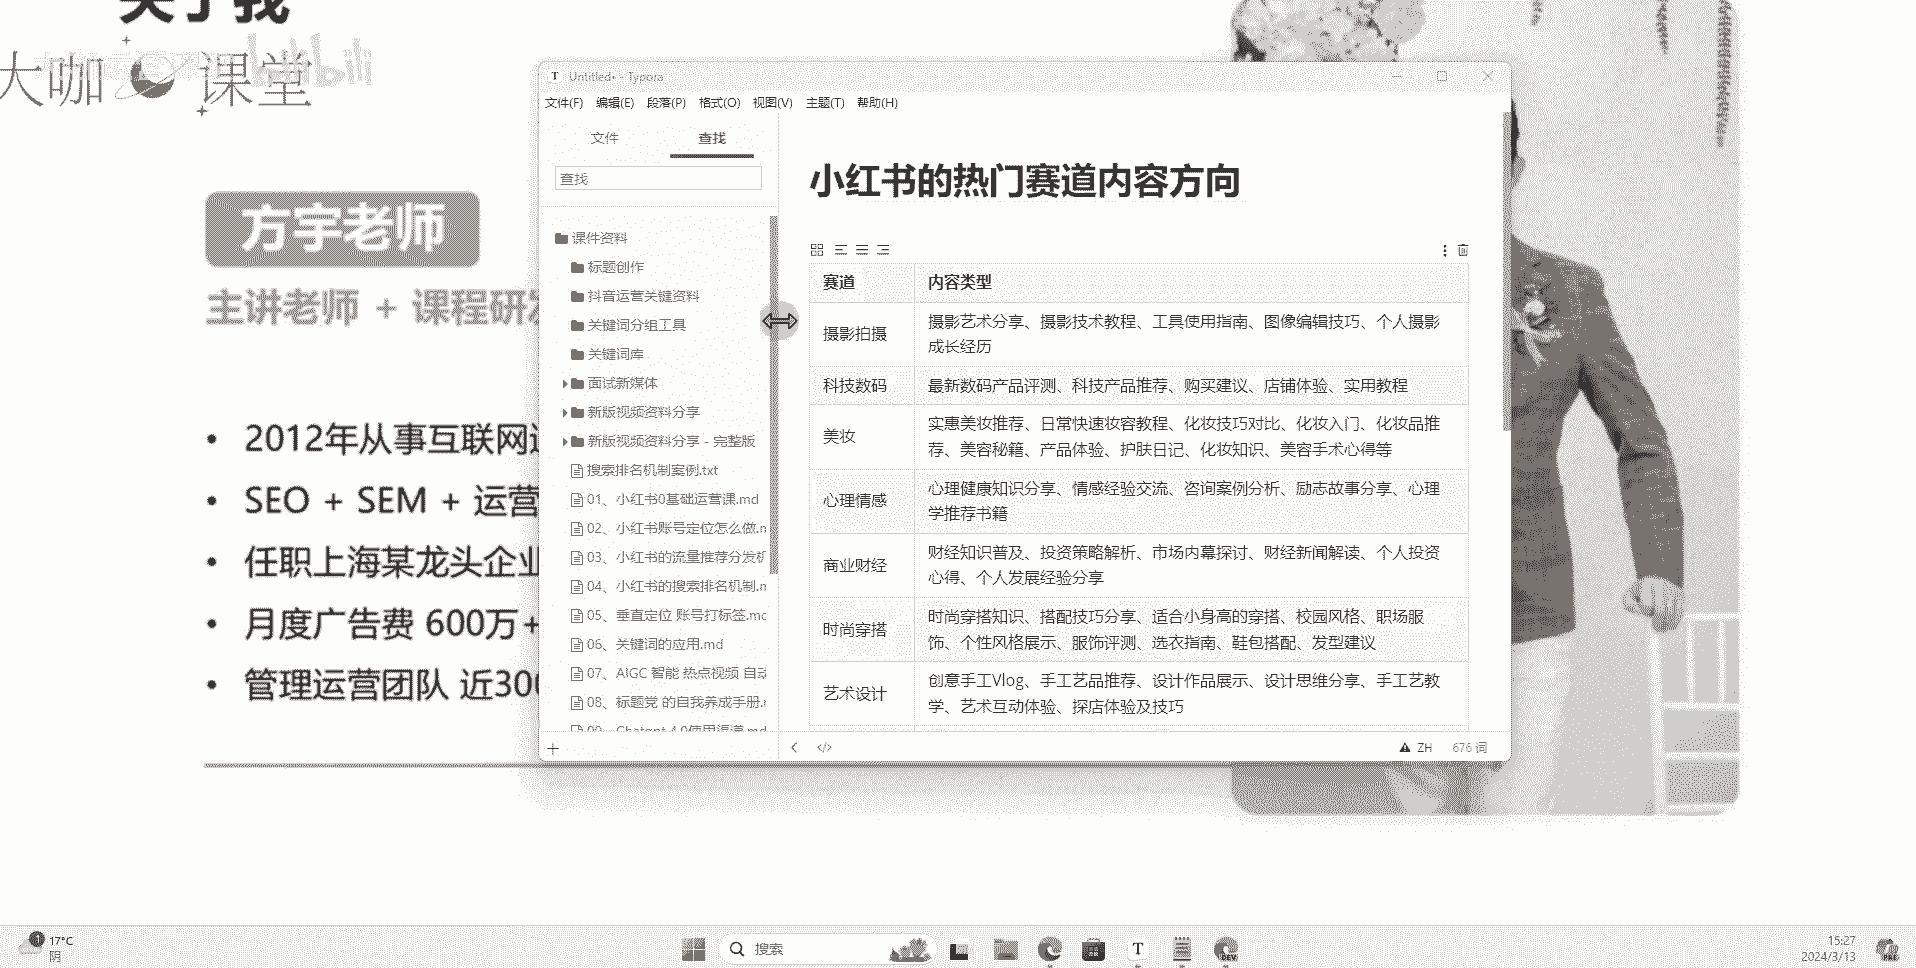 关于我
大咖 课堂
bilibili
方宇老师
主讲老师 + 课程研发
• 2012年从事互联网
• SEO + SEM + 运营
• 任职上海某龙头企业
• 月度广告费 600万+
• 管理运营团队 近300
Untitled• - Typora
文件(F) 编辑(E) 段落(P) 格式(O) 视图(V) 主题(T) 帮助(H)
文件 查找
查找
课件资料
标题创作
抖音运营关键资料
关键词分组工具
关键词库
面试新媒体
新版视频资料分享
新版视频资料分享 - 完整版
搜索排名机制案例.txt
01、小红书0基础运营课.md
02、小红书账号定位怎么做.m
03、小红书的流量推荐分发机
04、小红书的搜索排名机制.m
05、垂直定位 账号打标签.mc
06、关键词的应用.md
07、AIGC 智能 热点视频 自动
08、标题党 的自我养成手册.m
09、Chatgpt 4.0使用渠道.md
小红书的热门赛道内容方向
赛道 内容类型
摄影拍摄 摄影艺术分享、摄影技术教程、工具使用指南、图像编辑技巧、个人摄影
成长经历
科技数码 最新数码产品评测、科技产品推荐、购买建议、店铺体验、实用教程
美妆 实惠美妆推荐、日常快速妆容教程、化妆技巧对比、化妆入门、化妆品推
荐、美容秘籍、产品体验、护肤日记、化妆知识、美容手术心得等
心理情感 心理健康知识分享、情感经验交流、咨询案例分析、励志故事分享、心理
学推荐书籍
商业财经 财经知识普及、投资策略解析、市场内幕探讨、财经新闻解读、个人投资
心得、个人发展经验分享
时尚穿搭 时尚穿搭知识、搭配技巧分享、适合小身高的穿搭、校园风格、职场服
饰、个性风格展示、服饰评测、选衣指南、鞋包搭配、发型建议
艺术设计 创意手工Vlog、手工艺品推荐、设计作品展示、设计思维分享、手工艺教
学、艺术互动体验、探店体验及技巧
ZH 676 词
1 17°C
阴
搜索
15:27
2024/3/13